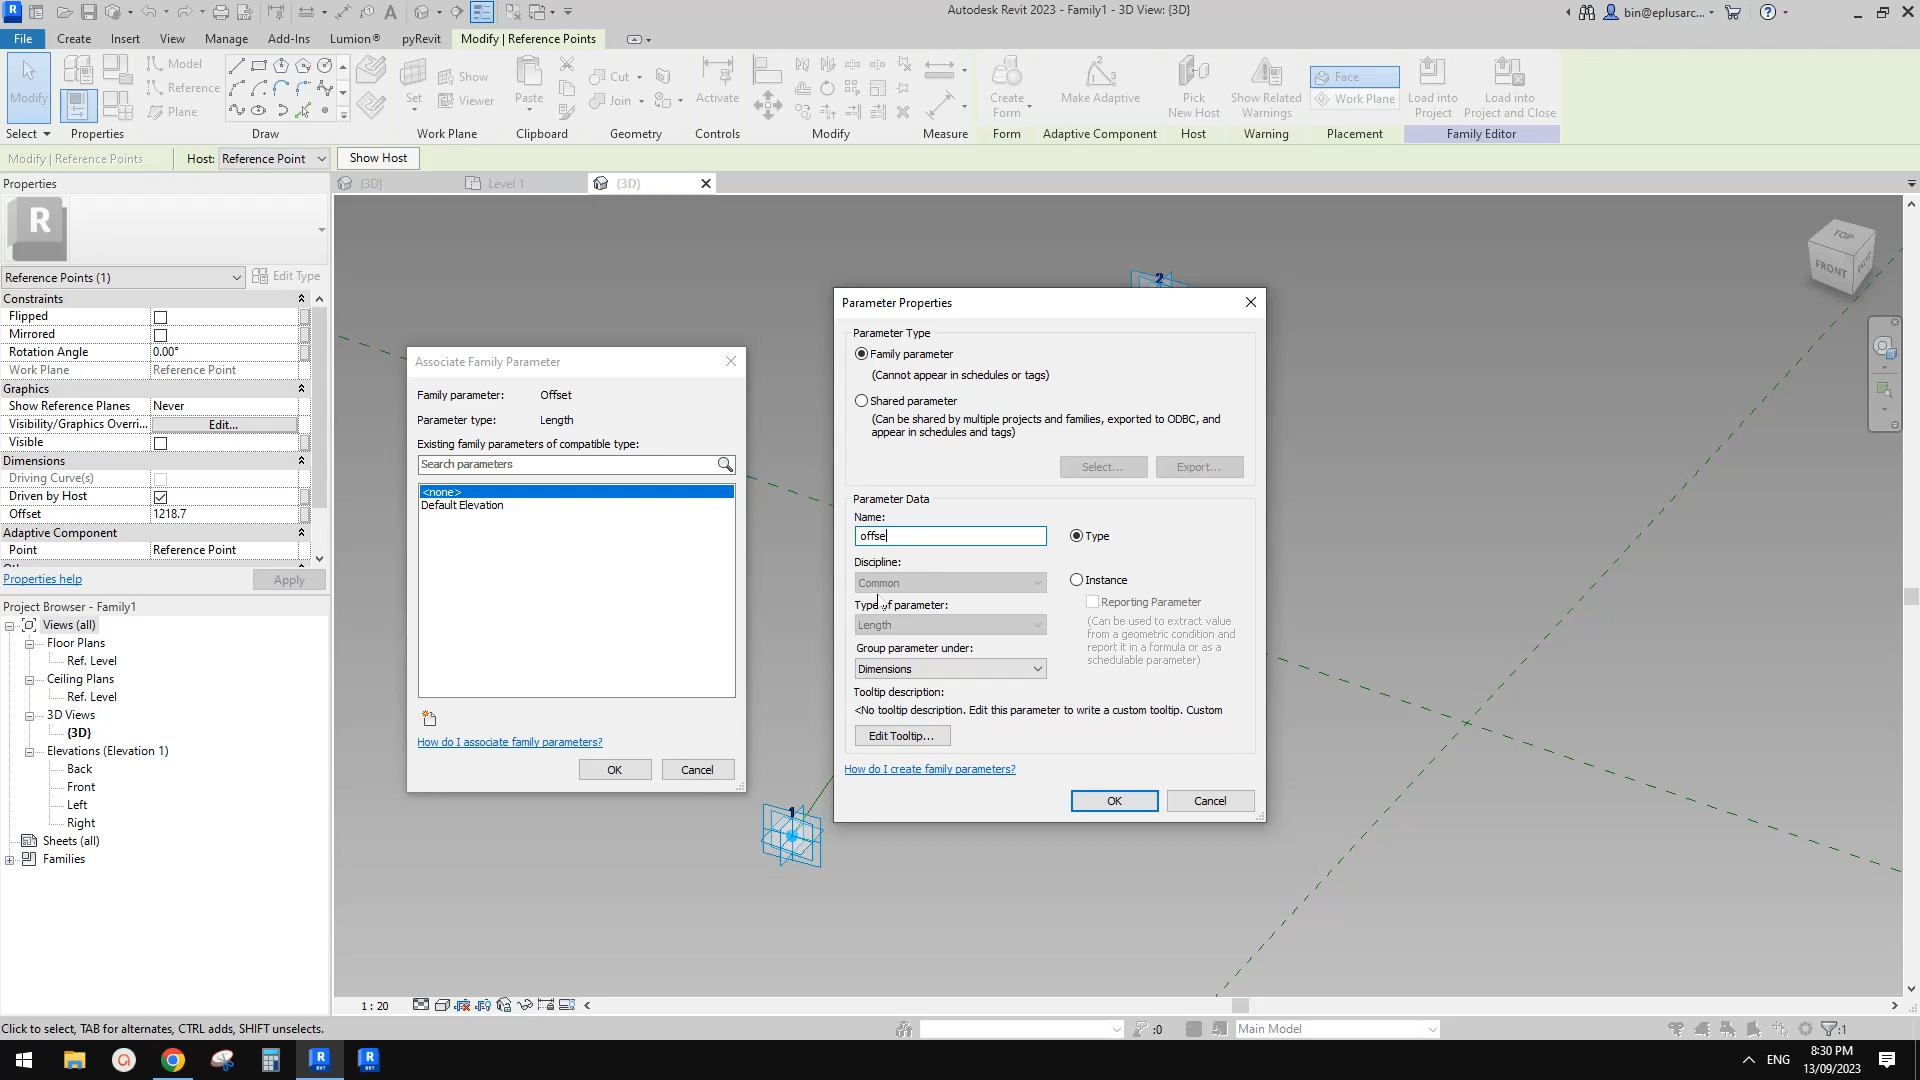 Autodesk Revit 2023 - Family1 - 3D View: {3D}
bin@eplusarc...
File
Create
Insert
View
Manage
Add-Ins
Lumion®
pyRevit
Modify | Reference Points
Modify
Model
Reference
Plane
Set
Show
Viewer
Paste
Cut
Join
Activate
Create Form
Make Adaptive
Pick New Host
Show Related Warnings
Face
Work Plane
Load into Project
Load into Project and Close
Select
Properties
Draw
Work Plane
Clipboard
Geometry
Controls
Modify
Measure
Form
Adaptive Component
Host
Warning
Placement
Family Editor
Modify | Reference Points
Host:
Reference Point
Show Host
Properties
{3D}
Level 1
{3D}
R
Reference Points (1)
Edit Type
Constraints
Flipped
Mirrored
Rotation Angle 0.00°
Work Plane Reference Point
Graphics
Show Reference Planes Never
Visibility/Graphics Overri... Edit...
Visible
Dimensions
Driving Curve(s)
Driven by Host
Offset 1218.7
Adaptive Component
Point Reference Point
Properties help
Apply
Project Browser - Family1
Views (all)
Floor Plans
Ref. Level
Ceiling Plans
Ref. Level
3D Views
{3D}
Elevations (Elevation 1)
Back
Front
Left
Right
Sheets (all)
Families
Associate Family Parameter
Family parameter: Offset
Parameter type: Length
Existing family parameters of compatible type:
Search parameters
<none>
Default Elevation
How do I associate family parameters?
OK
Cancel
2
1
TOP
FRONT
Parameter Properties
Parameter Type
Family parameter
(Cannot appear in schedules or tags)
Shared parameter
(Can be shared by multiple projects and families, exported to ODBC, and
appear in schedules and tags)
Select...
Export...
Parameter Data
Name:
offse
Type
Discipline:
Common
Instance
Type of parameter:
Reporting Parameter
Length
(Can be used to extract value
from a geometric condition and
report it in a formula or as a
schedulable parameter)
Group parameter under:
Dimensions
Tooltip description:
<No tooltip description. Edit this parameter to write a custom tooltip. Custom
Edit Tooltip...
How do I create family parameters?
OK
Cancel
1 : 20
Click to select, TAB for alternates, CTRL adds, SHIFT unselects.
:0
Main Model
:1
ENG
8:30 PM
13/09/2023